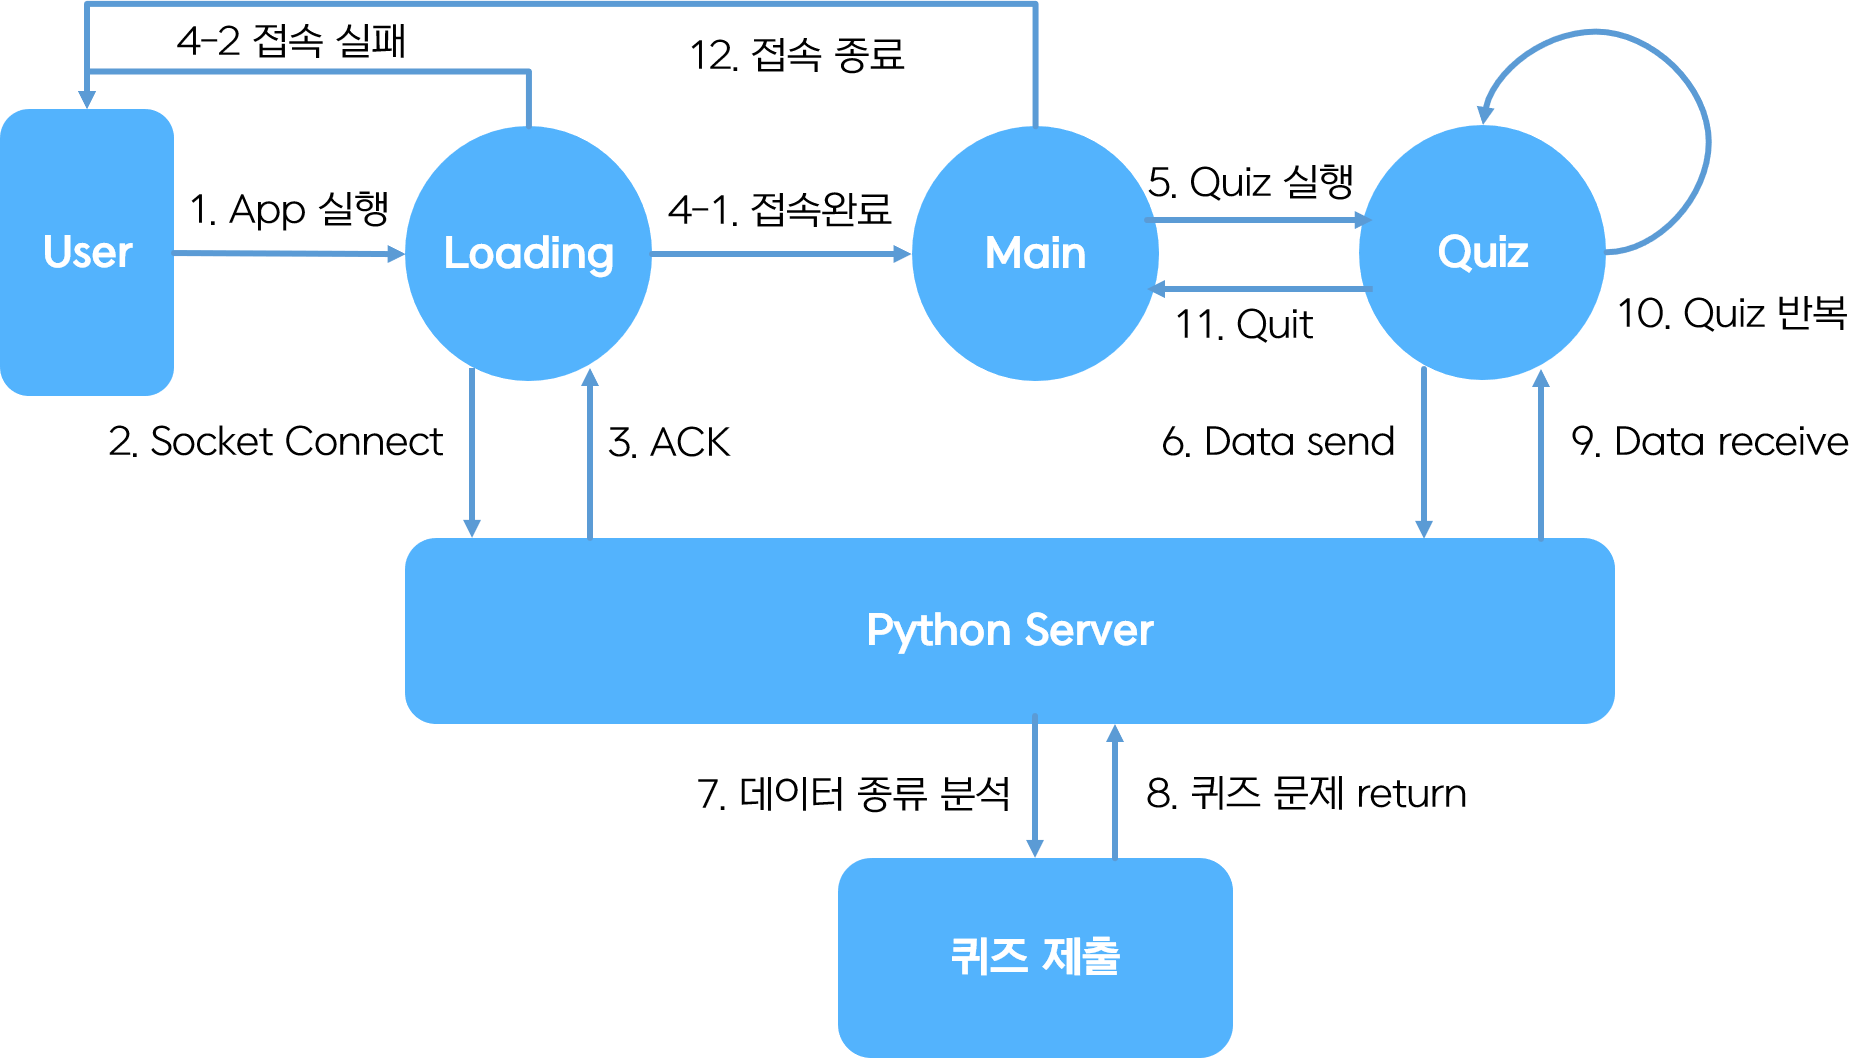 4-2 접속 실패
12. 접속 종료
1. App 실행
4-1. 접속완료
5. Quiz 실행
User
Loading
Main
Quiz
11. Quit
10. Quiz 반복
2. Socket Connect
3. ACK
6. Data send
9. Data receive
Python Server
7. 데이터 종류 분석
8. 퀴즈 문제 return
퀴즈 제출